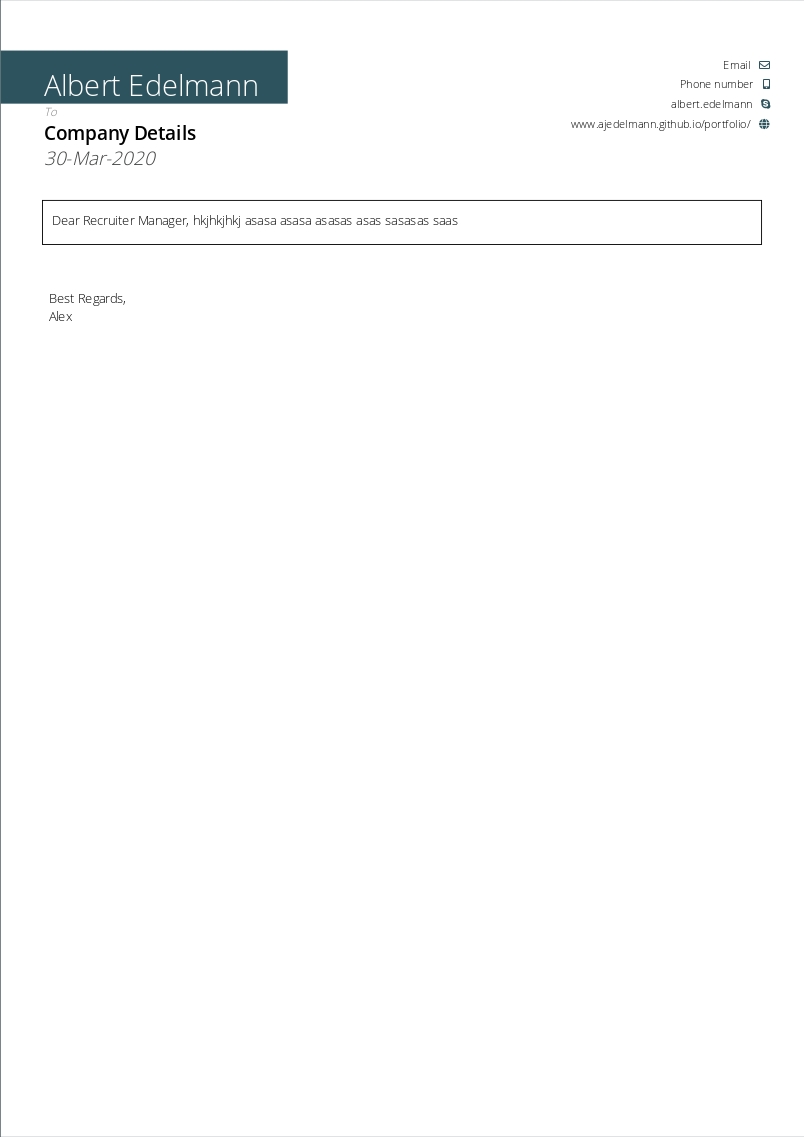 Albert Edelmann
To
Company Details
30-Mar-2020
Email
Phone number
albert.edelmann
www.ajedelmann.github.io/portfolio/
Dear Recruiter Manager, hkjhkjhkj asasa asasa asasas asas sasasas saas
Best Regards,
Alex